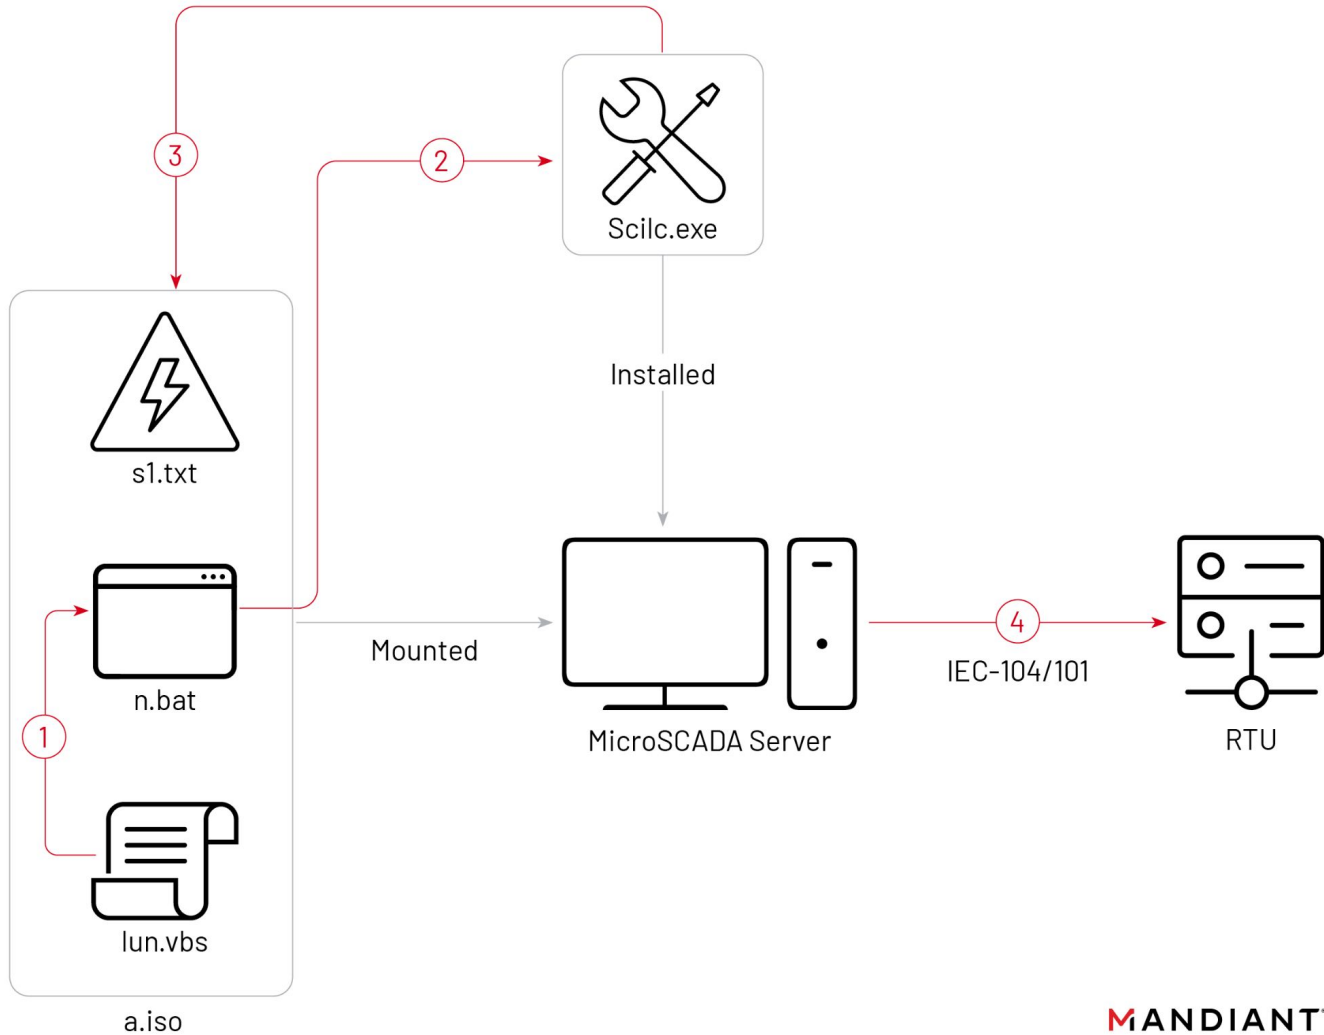 3
2
Scilc.exe
Installed
s1.txt
n.bat
Mounted
4
IEC-104/101
MicroSCADA Server
RTU
1
lun.vbs
a.iso
MANDIANT